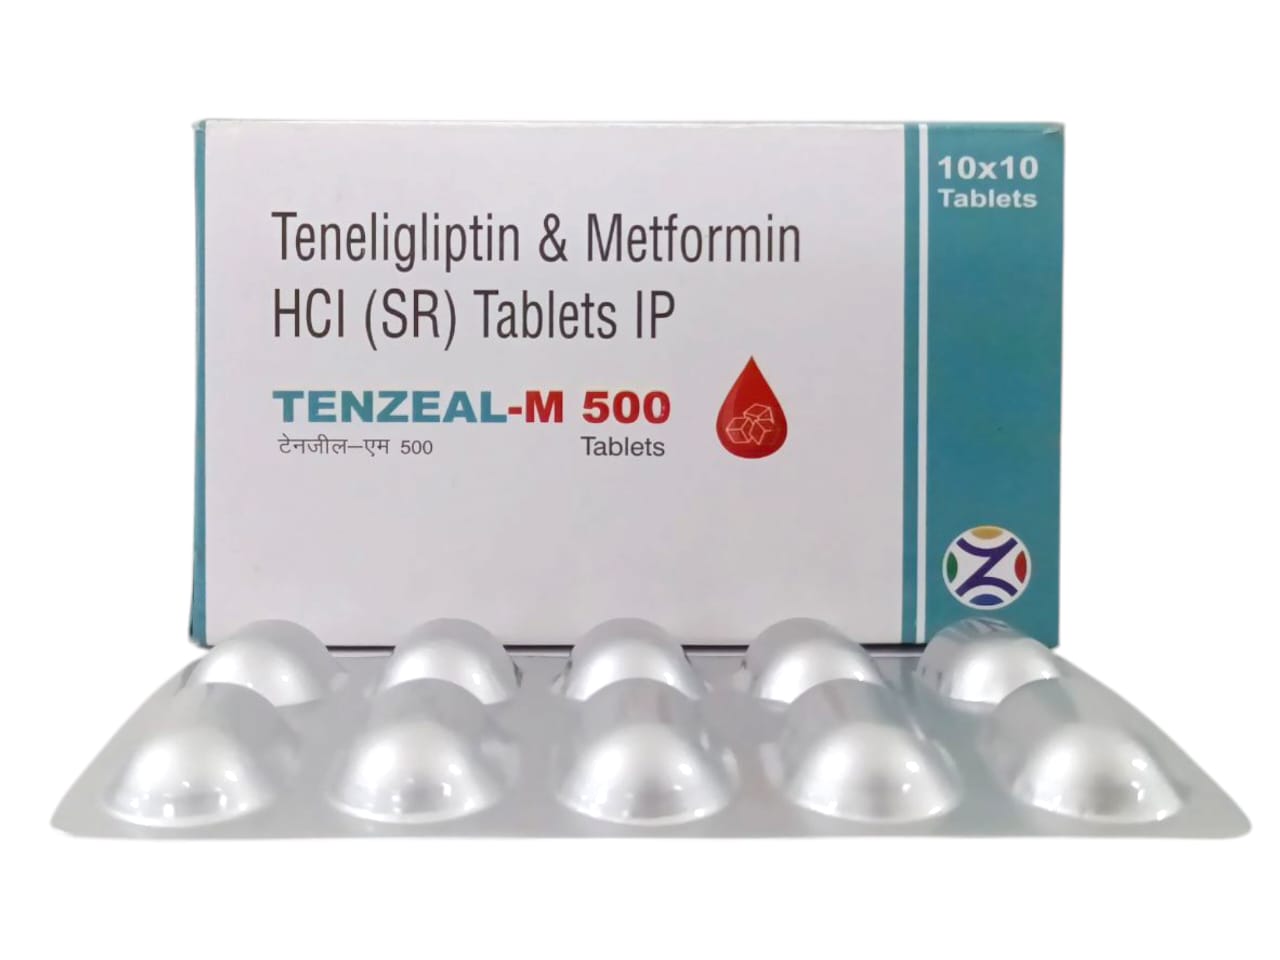 10x10
Tablets
Teneligliptin & Metformin
HCl (SR) Tablets IP
TENZEAL-M 500
टेनजील–एम 500
Tablets